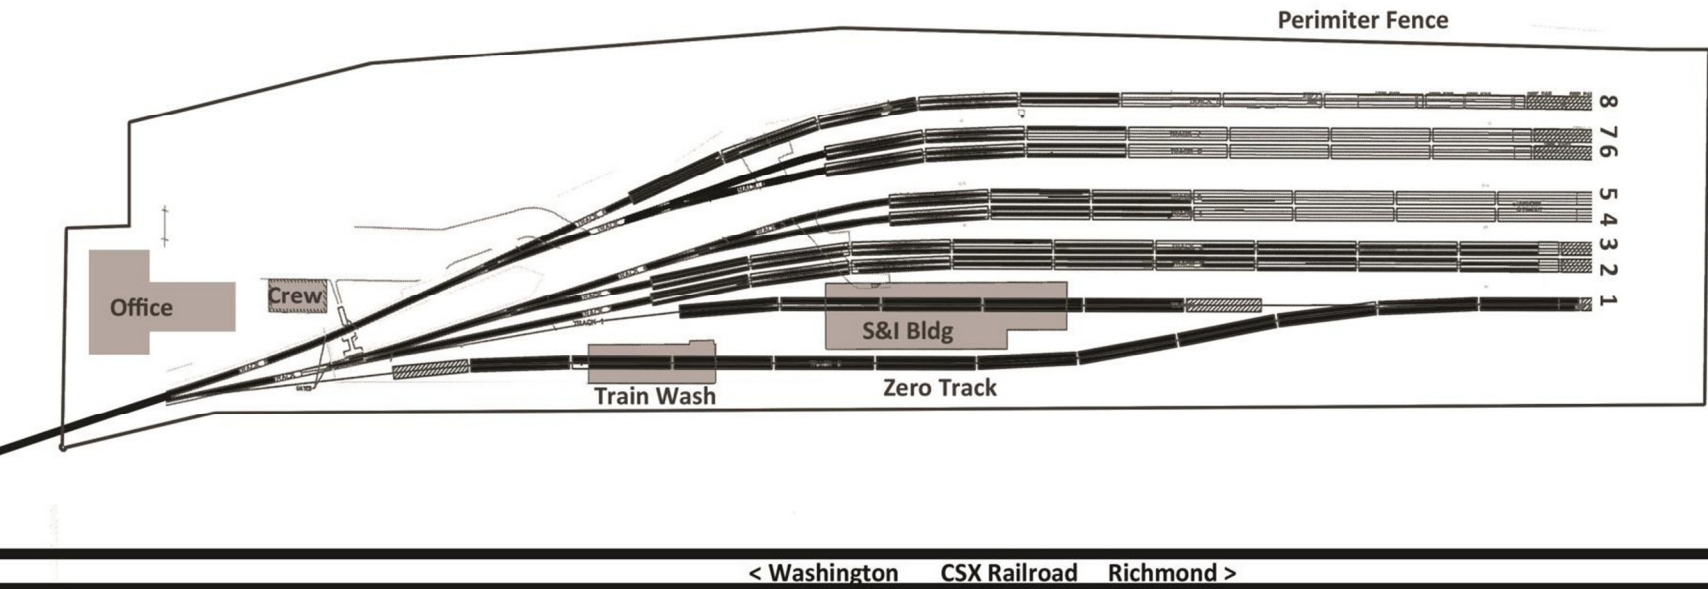 Perimiter Fence
8
7
6
5
4
3
2
1
Office
Crew
S&I Bldg
Train Wash
Zero Track
< Washington CSX Railroad Richmond >